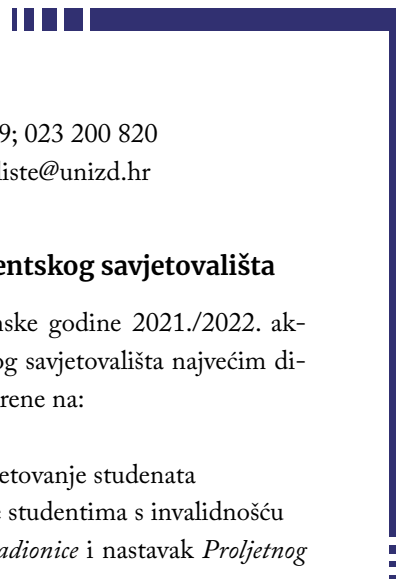 9; 023 200 820
liste@unizd.hr
entskog savjetovališta
nske godine 2021./2022. ak-
og savjetovališta najvećim di-
rene na:
etovanje studenata
e studentima s invalidnošću
adionice i nastavak Proljetnog